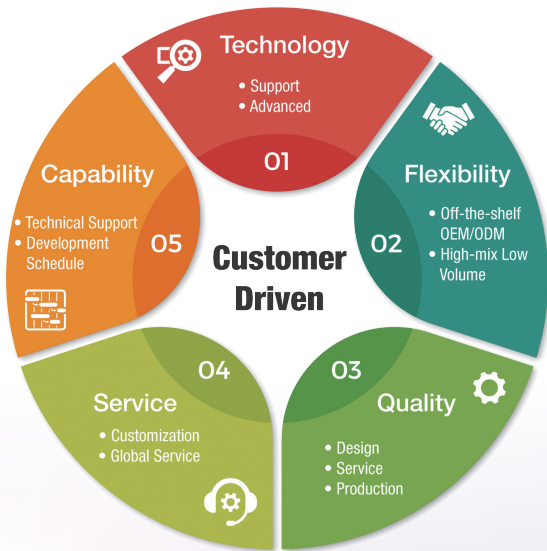 Technology
• Support
• Advanced
01
Flexibility
• Off-the-shelf
OEM/ODM
• High-mix Low
Volume
02
Quality
• Design
• Service
• Production
03
Service
• Customization
• Global Service
04
Capability
• Technical Support
• Development
Schedule
05
Customer
Driven